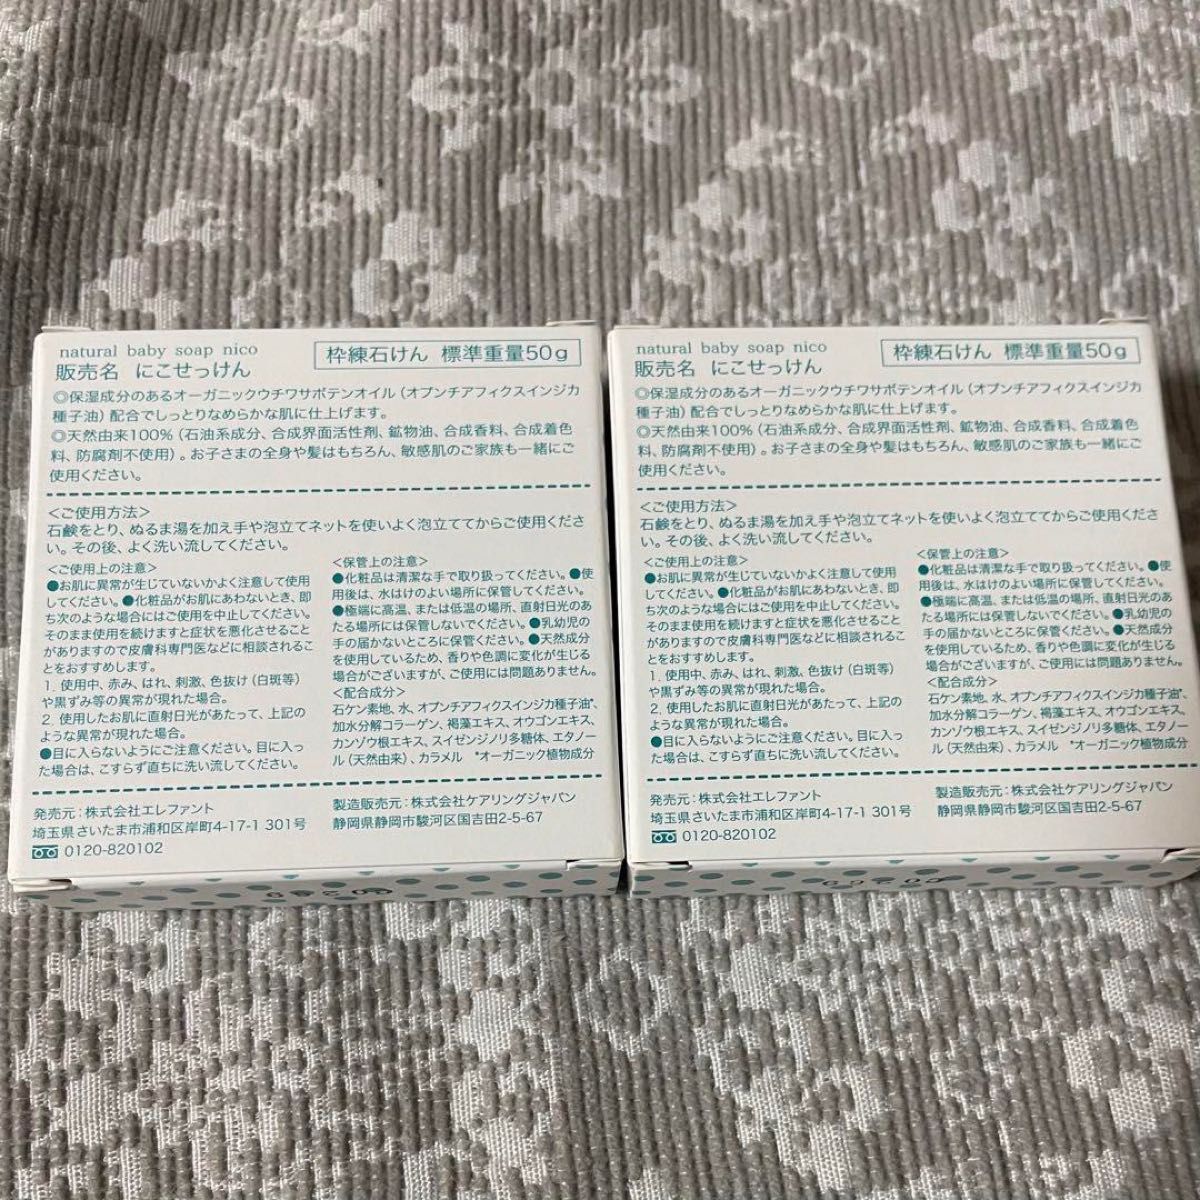 natural baby soap nico
販売名 にこせっけん
枠練石けん 標準重量50g
◎保湿成分のあるオーガニックウチワサボテンオイル（オプンチアフィクスインジカ
種子油）配合でしっとりなめらかな肌に仕上げます。
◎天然由来100％（石油系成分、合成界面活性剤、鉱物油、合成香料、合成着色
料、防腐剤不使用）。お子さまの全身や髪はもちろん、敏感肌のご家族も一緒にご
使用ください。
＜ご使用方法＞
石鹸をとり、ぬるま湯を加え手や泡立てネットを使いよく泡立ててからご使用くださ
い。その後、よく洗い流してください。
＜ご使用上の注意＞
●お肌に異常が生じていないかよく注意して使用
してください。●化粧品がお肌にあわないとき、即
ち次のような場合にはご使用を中止してください。
そのまま使用を続けますと症状を悪化させること
がありますので皮膚科専門医などに相談されるこ
とをおすすめします。
1. 使用中、赤み、はれ、刺激、色抜け（白斑等）
や黒ずみ等の異常が現れた場合。
2. 使用したお肌に直射日光があたって、上記の
ような異常が現れた場合。
●目に入らないようにご注意ください。目に入っ
た場合は、こすらず直ちに洗い流してください。
＜保管上の注意＞
●化粧品は清潔な手で取り扱ってください。●使
用後は、水はけのよい場所に保管してください。
●極端に高温、または低温の場所、直射日光のあ
たる場所には保管しないでください。●乳幼児の
手の届かないところに保管ください。●天然成分
を使用しているため、香りや色調に変化が生じる
場合がございますが、ご使用には問題ありません。
＜配合成分＞
石ケン素地、水、オプンチアフィクスインジカ種子油*、
加水分解コラーゲン、褐藻エキス、オウゴンエキス、
カンゾウ根エキス、スイゼンジノリ多糖体、エタノー
ル（天然由来）、カラメル *オーガニック植物成分
発売元：株式会社エレファント
埼玉県さいたま市浦和区岸町4-17-1 301号
0120-820102
製造販売元：株式会社ケアリングジャパン
静岡県静岡市駿河区国吉田2-5-67
natural baby soap nico
販売名 にこせっけん
枠練石けん 標準重量50g
◎保湿成分のあるオーガニックウチワサボテンオイル（オプンチアフィクスインジカ
種子油）配合でしっとりなめらかな肌に仕上げます。
◎天然由来100％（石油系成分、合成界面活性剤、鉱物油、合成香料、合成着色
料、防腐剤不使用）。お子さまの全身や髪はもちろん、敏感肌のご家族も一緒にご
使用ください。
＜ご使用方法＞
石鹸をとり、ぬるま湯を加え手や泡立てネットを使いよく泡立ててからご使用くださ
い。その後、よく洗い流してください。
＜ご使用上の注意＞
●お肌に異常が生じていないかよく注意して使用
してください。●化粧品がお肌にあわないとき、即
ち次のような場合にはご使用を中止してください。
そのまま使用を続けますと症状を悪化させること
がありますので皮膚科専門医などに相談されるこ
とをおすすめします。
1. 使用中、赤み、はれ、刺激、色抜け（白斑等）
や黒ずみ等の異常が現れた場合。
2. 使用したお肌に直射日光があたって、上記の
ような異常が現れた場合。
●目に入らないようにご注意ください。目に入っ
た場合は、こすらず直ちに洗い流してください。
＜保管上の注意＞
●化粧品は清潔な手で取り扱ってください。●使
用後は、水はけのよい場所に保管してください。
●極端に高温、または低温の場所、直射日光のあ
たる場所には保管しないでください。●乳幼児の
手の届かないところに保管ください。●天然成分
を使用しているため、香りや色調に変化が生じる
場合がございますが、ご使用には問題ありません。
＜配合成分＞
石ケン素地、水、オプンチアフィクスインジカ種子油*、
加水分解コラーゲン、褐藻エキス、オウゴンエキス、
カンゾウ根エキス、スイゼンジノリ多糖体、エタノー
ル（天然由来）、カラメル *オーガニック植物成分
発売元：株式会社エレファント
埼玉県さいたま市浦和区岸町4-17-1 301号
0120-820102
製造販売元：株式会社ケアリングジャパン
静岡県静岡市駿河区国吉田2-5-67